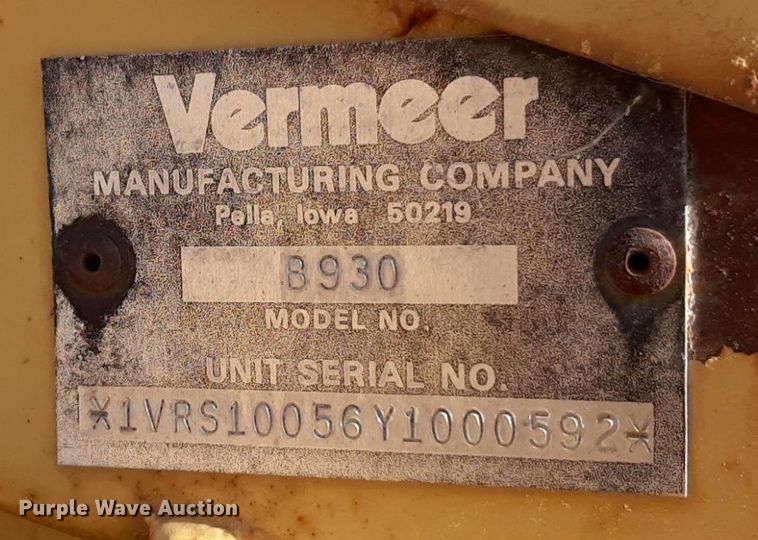 Vermeer
MANUFACTURING COMPANY
Pella, Iowa 50219
B930
MODEL NO.
UNIT SERIAL NO.
*1VRS10056Y1000592*
Purple Wave Auction